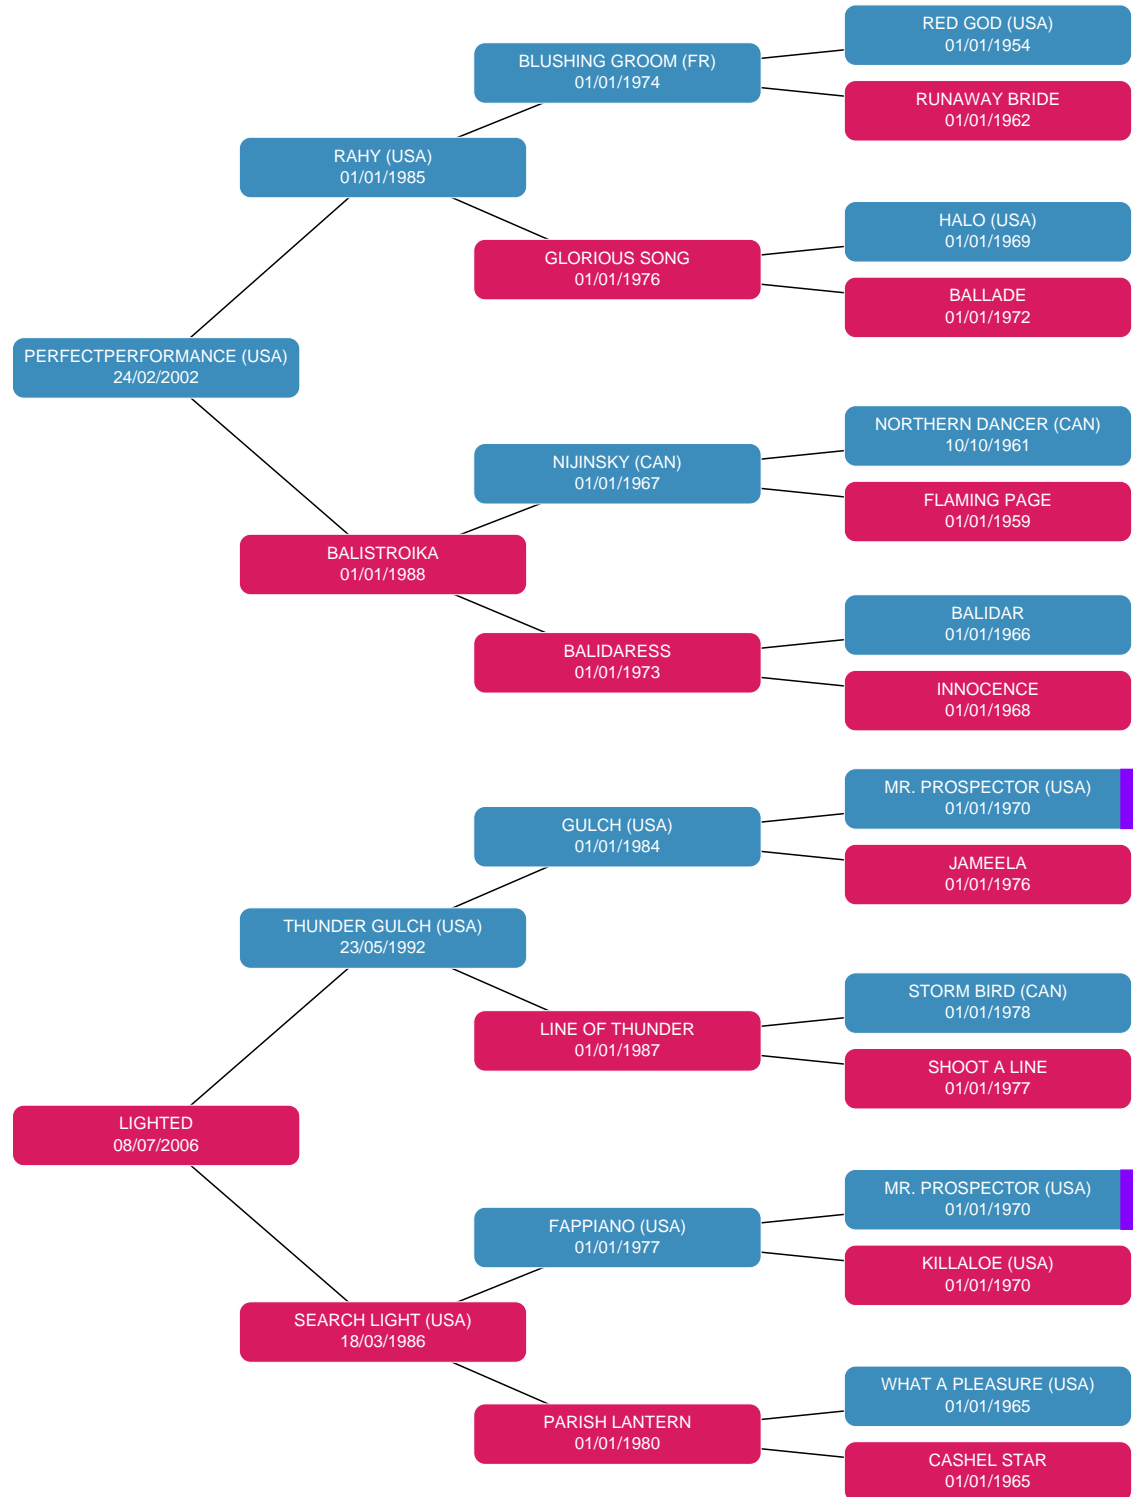 RED GOD (USA)
01/01/1954
BLUSHING GROOM (FR)
01/01/1974
RUNAWAY BRIDE
01/01/1962
RAHY (USA)
01/01/1985
HALO (USA)
01/01/1969
GLORIOUS SONG
01/01/1976
BALLADE
01/01/1972
PERFECTPERFORMANCE (USA)
24/02/2002
NORTHERN DANCER (CAN)
10/10/1961
NIJINSKY (CAN)
01/01/1967
FLAMING PAGE
01/01/1959
BALISTROIKA
01/01/1988
BALIDAR
01/01/1966
BALIDARESS
01/01/1973
INNOCENCE
01/01/1968
MR. PROSPECTOR (USA)
01/01/1970
GULCH (USA)
01/01/1984
JAMEELA
01/01/1976
THUNDER GULCH (USA)
23/05/1992
STORM BIRD (CAN)
01/01/1978
LINE OF THUNDER
01/01/1987
SHOOT A LINE
01/01/1977
LIGHTED
08/07/2006
MR. PROSPECTOR (USA)
01/01/1970
FAPPIANO (USA)
01/01/1977
KILLALOE (USA)
01/01/1970
SEARCH LIGHT (USA)
18/03/1986
WHAT A PLEASURE (USA)
01/01/1965
PARISH LANTERN
01/01/1980
CASHEL STAR
01/01/1965